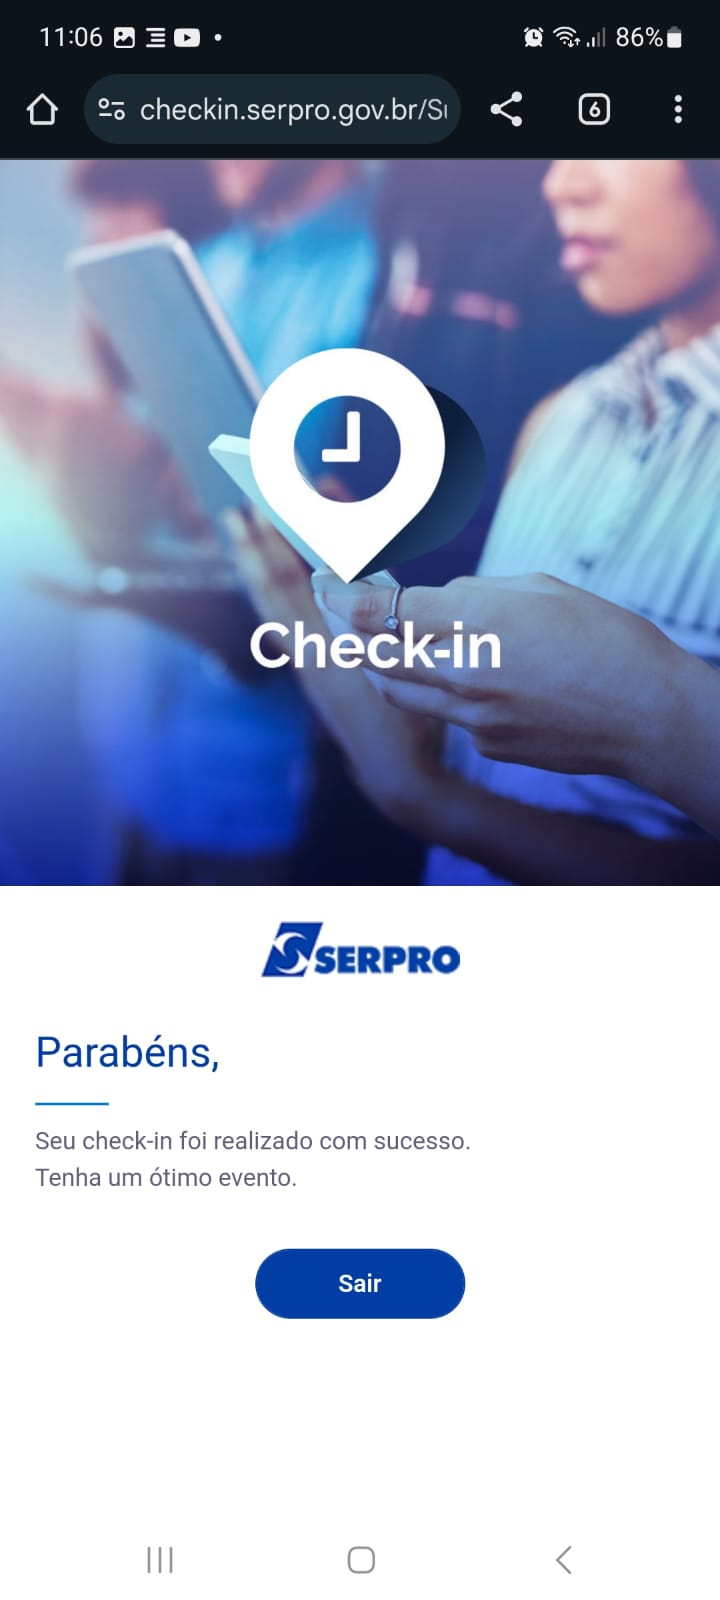 11:06 86%
checkin.serpro.gov.br/S 6
Check-in
SERPRO
Parabéns,
Seu check-in foi realizado com sucesso.
Tenha um ótimo evento.
Sair